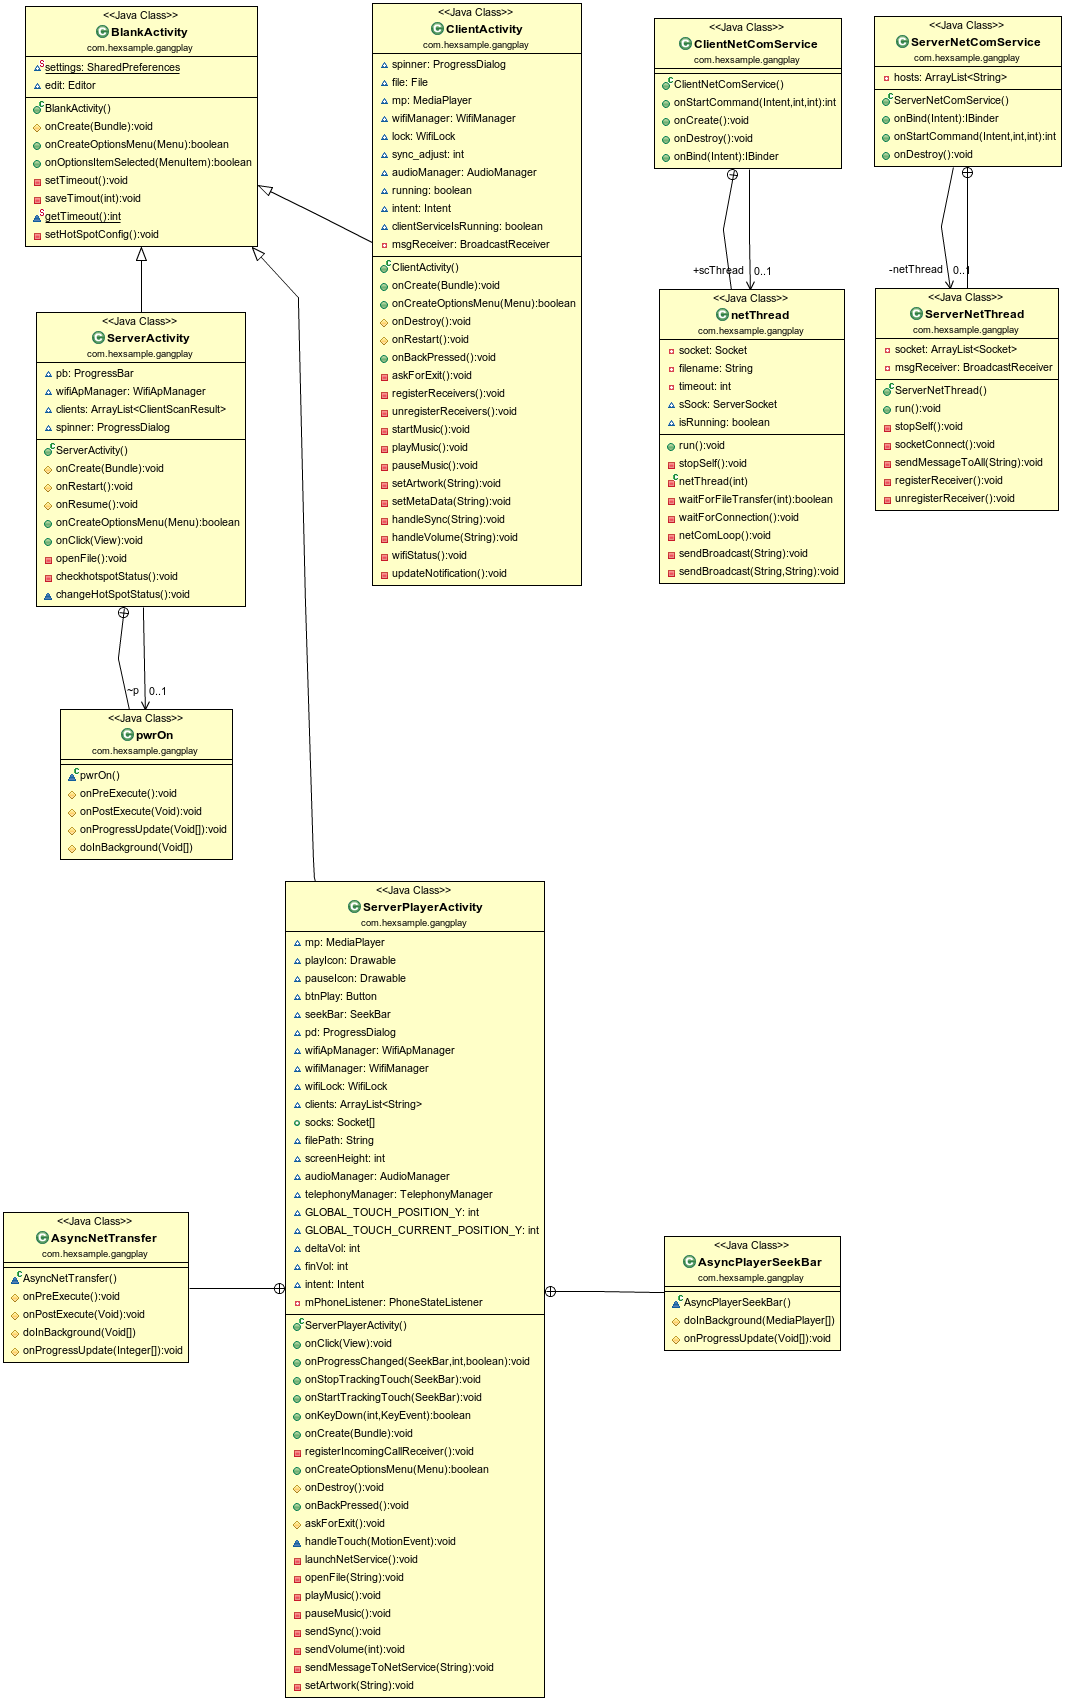 <<Java Class>>
BlankActivity
com.hexsample.gangplay
settings: SharedPreferences
edit: Editor
BlankActivity()
onCreate(Bundle):void
onCreateOptionsMenu(Menu):boolean
onOptionsItemSelected(MenuItem):boolean
setTimeout():void
saveTimout(int):void
getTimeout():int
setHotSpotConfig():void
<<Java Class>>
ClientActivity
com.hexsample.gangplay
spinner: ProgressDialog
file: File
mp: MediaPlayer
wifiManager: WifiManager
lock: WifiLock
sync_adjust: int
audioManager: AudioManager
running: boolean
intent: Intent
clientServiceIsRunning: boolean
msgReceiver: BroadcastReceiver
ClientActivity()
onCreate(Bundle):void
onCreateOptionsMenu(Menu):boolean
onDestroy():void
onRestart():void
onBackPressed():void
askForExit():void
registerReceivers():void
unregisterReceivers():void
startMusic():void
playMusic():void
pauseMusic():void
setArtwork(String):void
setMetaData(String):void
handleSync(String):void
handleVolume(String):void
wifiStatus():void
updateNotification():void
<<Java Class>>
ClientNetComService
com.hexsample.gangplay
ClientNetComService()
onStartCommand(Intent,int,int):int
onCreate():void
onDestroy():void
onBind(Intent):IBinder
<<Java Class>>
ServerNetComService
com.hexsample.gangplay
hosts: ArrayList<String>
ServerNetComService()
onBind(Intent):IBinder
onStartCommand(Intent,int,int):int
onDestroy():void
+scThread 0..1
-netThread 0..1
<<Java Class>>
netThread
com.hexsample.gangplay
socket: Socket
filename: String
timeout: int
sSock: ServerSocket
isRunning: boolean
run():void
stopSelf():void
netThread(int)
waitForFileTransfer(int):boolean
waitForConnection():void
netComLoop():void
sendBroadcast(String):void
sendBroadcast(String,String):void
<<Java Class>>
ServerNetThread
com.hexsample.gangplay
socket: ArrayList<Socket>
msgReceiver: BroadcastReceiver
ServerNetThread()
run():void
stopSelf():void
socketConnect():void
sendMessageToAll(String):void
registerReceiver():void
unregisterReceiver():void
<<Java Class>>
ServerActivity
com.hexsample.gangplay
pb: ProgressBar
wifiApManager: WifiApManager
clients: ArrayList<ClientScanResult>
spinner: ProgressDialog
ServerActivity()
onCreate(Bundle):void
onRestart():void
onResume():void
onCreateOptionsMenu(Menu):boolean
onClick(View):void
openFile():void
checkhotspotStatus():void
changeHotSpotStatus():void
~p 0..1
<<Java Class>>
pwrOn
com.hexsample.gangplay
pwrOn()
onPreExecute():void
onPostExecute(Void):void
onProgressUpdate(Void[]):void
doInBackground(Void[])
<<Java Class>>
ServerPlayerActivity
com.hexsample.gangplay
mp: MediaPlayer
playIcon: Drawable
pauseIcon: Drawable
btnPlay: Button
seekBar: SeekBar
pd: ProgressDialog
wifiApManager: WifiApManager
wifiManager: WifiManager
wifiLock: WifiLock
clients: ArrayList<String>
socks: Socket[]
filePath: String
screenHeight: int
audioManager: AudioManager
telephonyManager: TelephonyManager
GLOBAL_TOUCH_POSITION_Y: int
GLOBAL_TOUCH_CURRENT_POSITION_Y: int
deltaVol: int
finVol: int
intent: Intent
mPhoneListener: PhoneStateListener
ServerPlayerActivity()
onClick(View):void
onProgressChanged(SeekBar,int,boolean):void
onStopTrackingTouch(SeekBar):void
onStartTrackingTouch(SeekBar):void
onKeyDown(int,KeyEvent):boolean
onCreate(Bundle):void
registerIncomingCallReceiver():void
onCreateOptionsMenu(Menu):boolean
onDestroy():void
onBackPressed():void
askForExit():void
handleTouch(MotionEvent):void
launchNetService():void
openFile(String):void
playMusic():void
pauseMusic():void
sendSync():void
sendVolume(int):void
sendMessageToNetService(String):void
setArtwork(String):void
<<Java Class>>
AsyncNetTransfer
com.hexsample.gangplay
AsyncNetTransfer()
onPreExecute():void
onPostExecute(Void):void
doInBackground(Void[])
onProgressUpdate(Integer[]):void
<<Java Class>>
AsyncPlayerSeekBar
com.hexsample.gangplay
AsyncPlayerSeekBar()
doInBackground(MediaPlayer[])
onProgressUpdate(Void[]):void